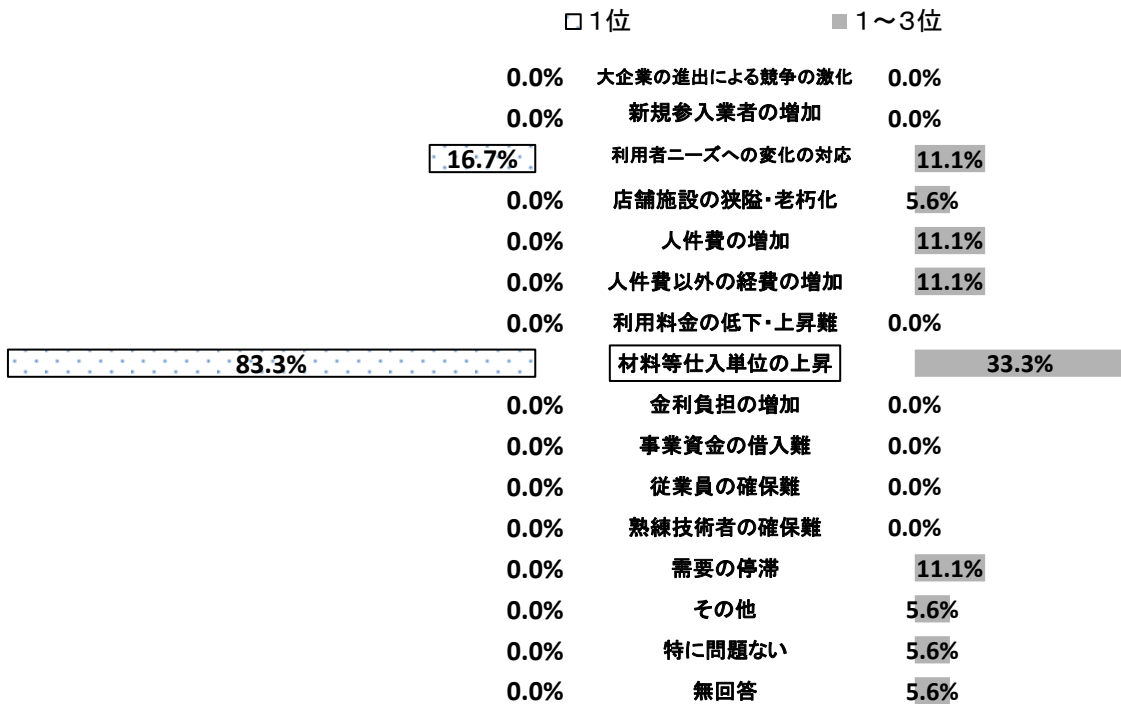 □1位 ■1～3位
0.0% 大企業の進出による競争の激化 0.0%
0.0% 新規参入業者の増加 0.0%
16.7% 利用者ニーズへの変化の対応 11.1%
0.0% 店舗施設の狭隘・老朽化 5.6%
0.0% 人件費の増加 11.1%
0.0% 人件費以外の経費の増加 11.1%
0.0% 利用料金の低下・上昇難 0.0%
83.3% 材料等仕入単位の上昇 33.3%
0.0% 金利負担の増加 0.0%
0.0% 事業資金の借入難 0.0%
0.0% 従業員の確保難 0.0%
0.0% 熟練技術者の確保難 0.0%
0.0% 需要の停滞 11.1%
0.0% その他 5.6%
0.0% 特に問題ない 5.6%
0.0% 無回答 5.6%